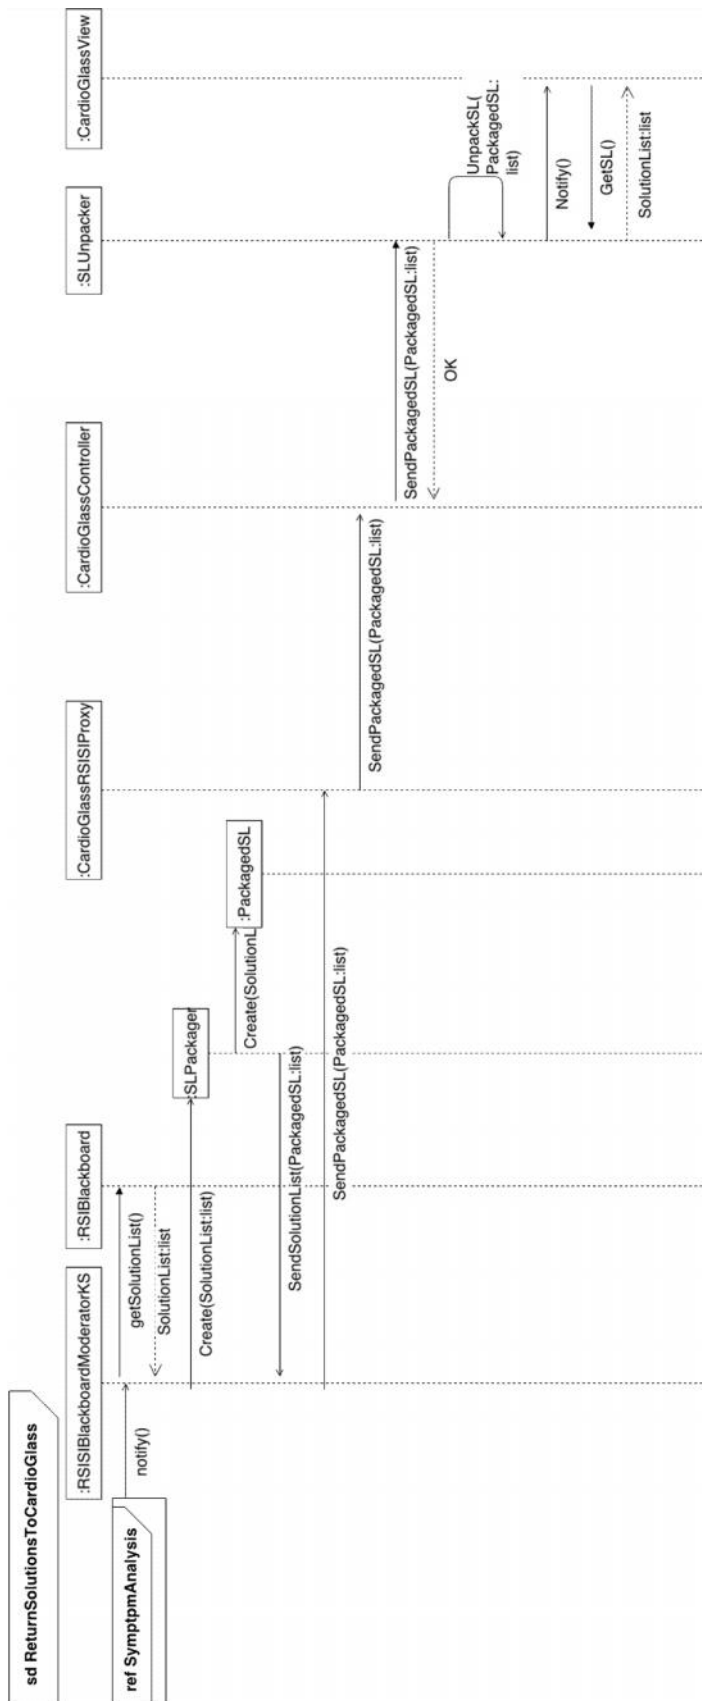 sd ReturnSolutionsToCardioGlass
:RSISIBlackboardModeratorKS
:RSIBlackboard
:CardioGlassRSISIProxy
:CardioGlassController
:SLUnpacker
:CardioGlassView
ref SymptpmAnalysis
notify()
getSolutionList()
SolutionList:list
Create(SolutionList:list)
:SLPackager
Create(SolutionL
:PackagedSL
SendSolutionList(PackagedSL:list)
SendPackagedSL(PackagedSL:list)
SendPackagedSL(PackagedSL:list)
SendPackagedSL(PackagedSL:list)
OK
UnpackSL(
PackagedSL:
list)
Notify()
GetSL()
SolutionList:list